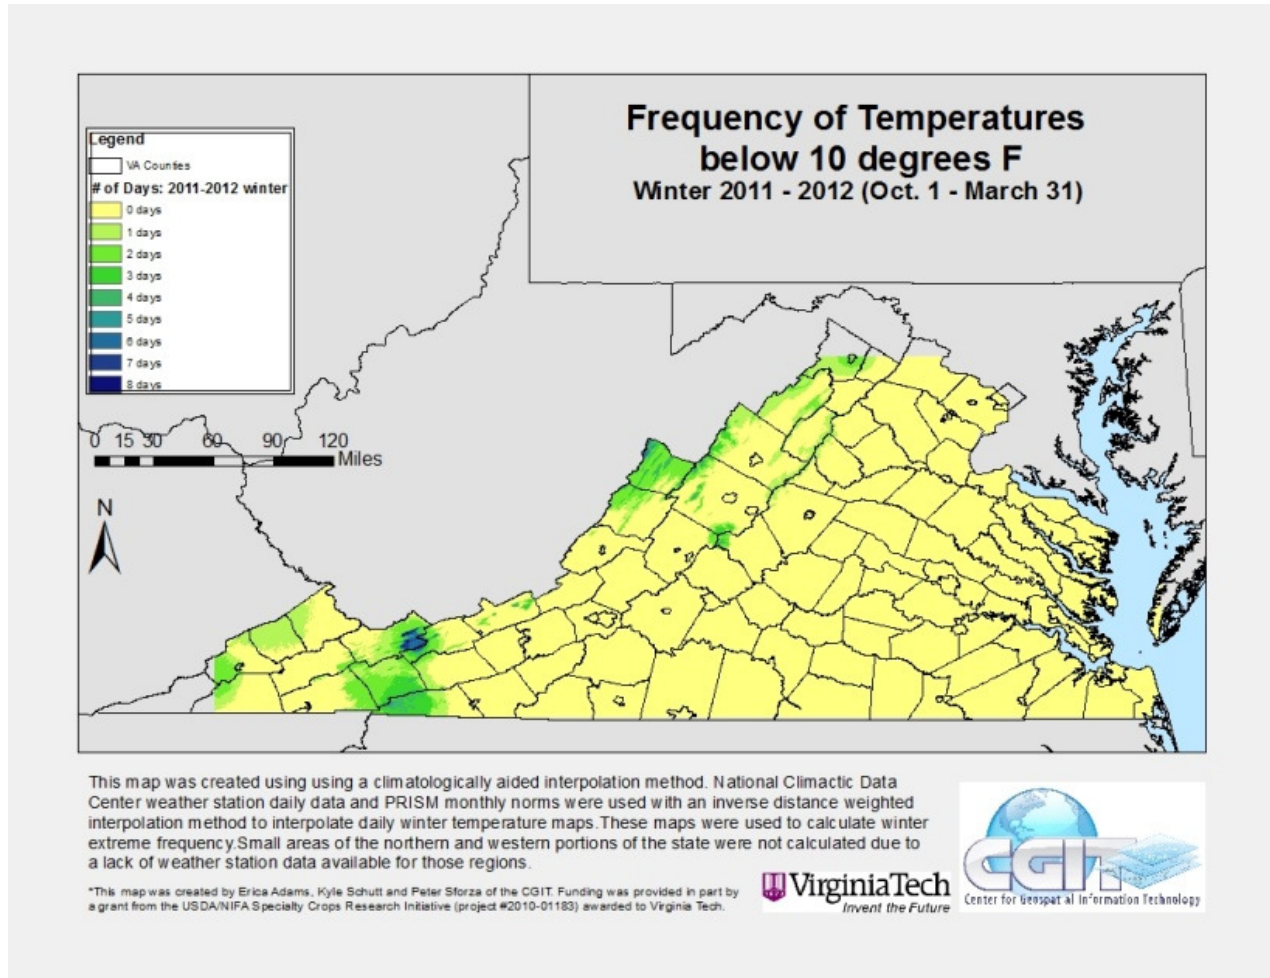 Frequency of Temperatures
below 10 degrees F
Winter 2011 - 2012 (Oct. 1 - March 31)
Legend
VA Counties
# of Days: 2011-2012 winter
0 days
1 days
2 days
3 days
4 days
5 days
6 days
7 days
8 days
0 15 30 60 90 120
Miles
N
This map was created using using a climatologically aided interpolation method. National Climactic Data
Center weather station daily data and PRISM monthly norms were used with an inverse distance weighted
interpolation method to interpolate daily winter temperature maps.These maps were used to calculate winter
extreme frequency.Small areas of the northern and western portions of the state were not calculated due to
a lack of weather station data available for those regions.
*This map was created by Erica Adams, Kyle Schutt and Peter Sforza of the CGIT. Funding was provided in part by
a grant from the USDA/NIFA Specialty Crops Research Initiative (project #2010-01183) awarded to Virginia Tech.
VirginiaTech
Invent the Future
CGIT
Center for Geospatial Information Technology